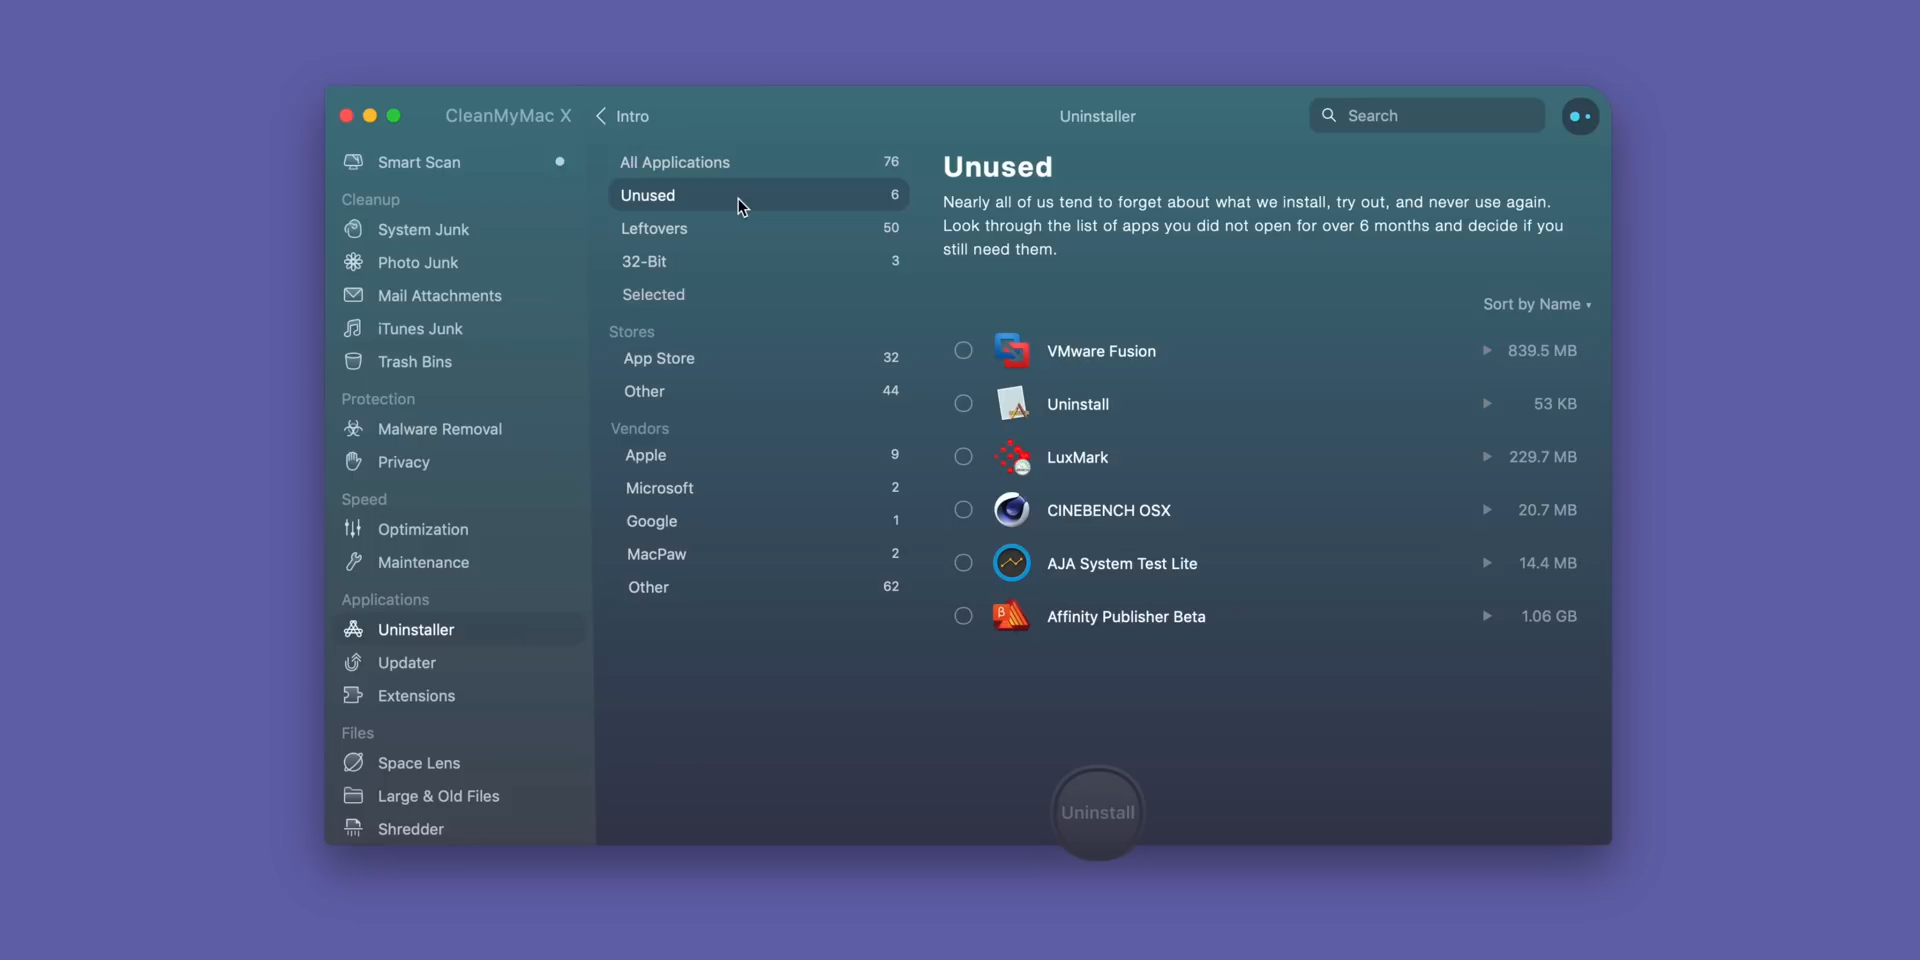 CleanMyMac X
Intro
Uninstaller
Search
Smart Scan
Cleanup
System Junk
Photo Junk
Mail Attachments
iTunes Junk
Trash Bins
Protection
Malware Removal
Privacy
Speed
Optimization
Maintenance
Applications
Uninstaller
Updater
Extensions
Files
Space Lens
Large & Old Files
Shredder
All Applications 76
Unused 6
Leftovers 50
32-Bit 3
Selected
Stores
App Store 32
Other 44
Vendors
Apple 9
Microsoft 2
Google 1
MacPaw 2
Other 62
Unused
Nearly all of us tend to forget about what we install, try out, and never use again.
Look through the list of apps you did not open for over 6 months and decide if you
still need them.
Sort by Name
VMware Fusion 839.5 MB
Uninstall 53 KB
LuxMark 229.7 MB
CINEBENCH OSX 20.7 MB
AJA System Test Lite 14.4 MB
β
Affinity Publisher Beta 1.06 GB
Uninstall